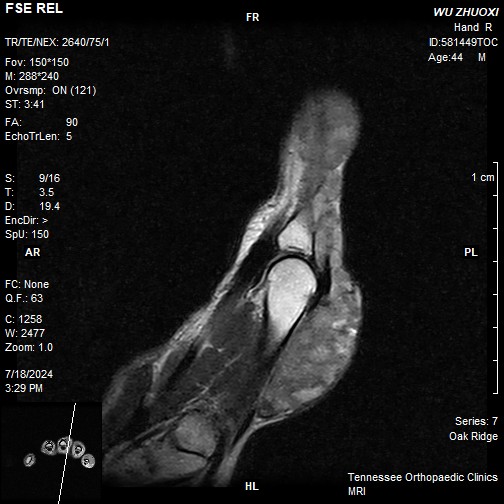 FSE REL
TR/TE/NEX: 2640/75/1
Fov: 150*150
M: 288*240
Ovrsmp: ON (121)
ST: 3:41
FA: 90
EchoTrLen: 5
S: 9/16
T: 3.5
D: 19.4
EncDir: >
SpU: 150
AR
FC: None
Q.F.: 63
C: 1258
W: 2477
Zoom: 1.0
7/18/2024
3:29 PM
FR
HL
WU ZHUOXI
Hand R
ID:581449TOC
Age:44 M
1 cm
PL
Series: 7
Oak Ridge
Tennessee Orthopaedic Clinics
MRI